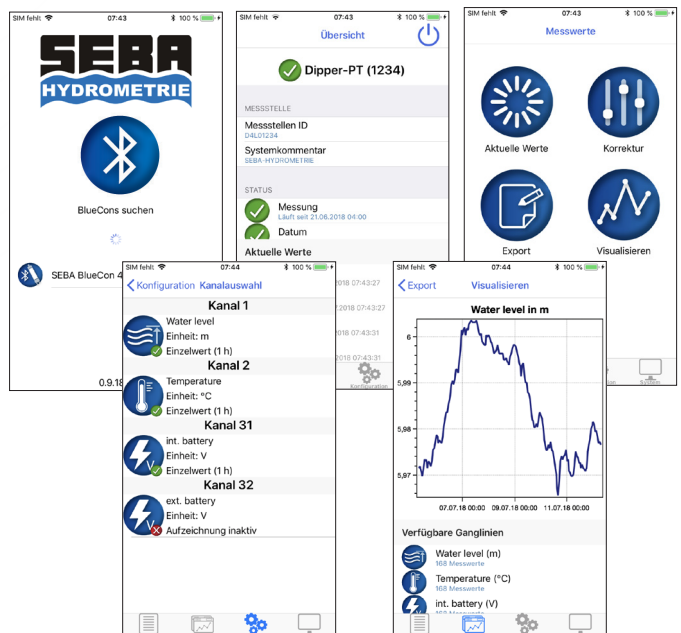 SIM fehlt 07:43 100 %
SEBA
HYDROMETRIE
BlueCons suchen
SEBA BlueCon 4
0.9.18
SIM fehlt 07:43 100 %
Übersicht
Dipper-PT (1234)
MESSSTELLE
Messstellen ID
D4L01234
Systemkommentar
SEBA-HYDROMETRIE
STATUS
Messung
Läuft seit 21.06.2018 04:00
Datum
Aktuelle Werte
2018 07:43:27
2018 07:43:27
2018 07:43:31
2018 07:43:31
Konfiguration
SIM fehlt 07:43 100 %
Messwerte
Aktuelle Werte
Korrektur
Export
Visualisieren
System
SIM fehlt 07:44 100 %
Konfiguration Kanalauswahl
Kanal 1
Water level
Einheit: m
Einzelwert (1 h)
Kanal 2
Temperature
Einheit: °C
Einzelwert (1 h)
Kanal 31
int. battery
Einheit: V
Einzelwert (1 h)
Kanal 32
ext. battery
Einheit: V
Aufzeichnung inaktiv
SIM fehlt 07:44 100 %
Export Visualisieren
Water level in m
6
5,99
5,98
5,97
07.07.18 00:00 09.07.18 00:00 11.07.18 00:00
Verfügbare Ganglinien
Water level (m)
168 Messwerte
Temperature (°C)
168 Messwerte
int. battery (V)
168 Messwerte